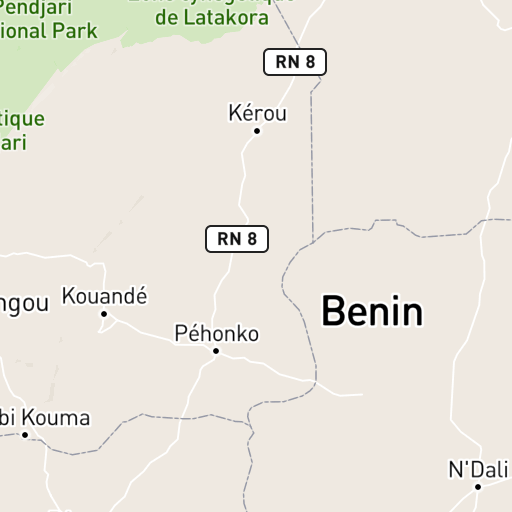 Pendjari
ional Park
de Latakora
RN 8
Kérou
tique
ari
RN 8
ngou
Kouandé
Benin
Péhonko
bi Kouma
N'Dali